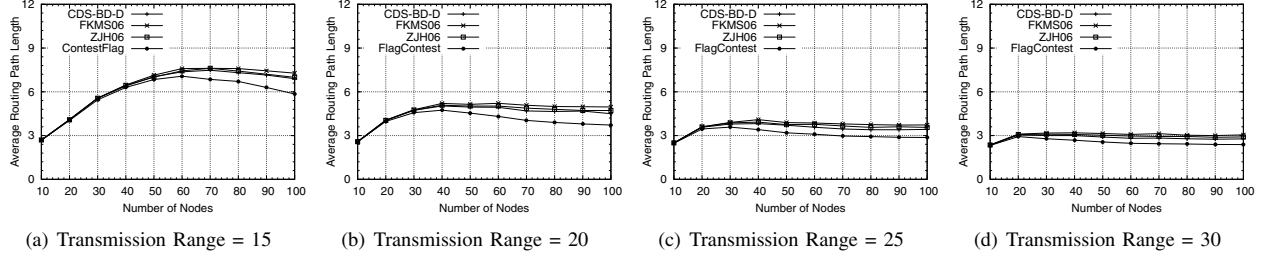 Average Routing Path Length
12
9
6
3
0
CDS-BD-D
FKMS06
ZJH06
ContestFlag
10 20 30 40 50 60 70 80 90 100
Number of Nodes
(a) Transmission Range = 15
Average Routing Path Length
12
9
6
3
0
CDS-BD-D
FKMS06
ZJH06
FlagContest
10 20 30 40 50 60 70 80 90 100
Number of Nodes
(b) Transmission Range = 20
Average Routing Path Length
12
9
6
3
0
CDS-BD-D
FKMS06
ZJH06
FlagContest
10 20 30 40 50 60 70 80 90 100
Number of Nodes
(c) Transmission Range = 25
Average Routing Path Length
12
9
6
3
0
CDS-BD-D
FKMS06
ZJH06
FlagContest
10 20 30 40 50 60 70 80 90 100
Number of Nodes
(d) Transmission Range = 30